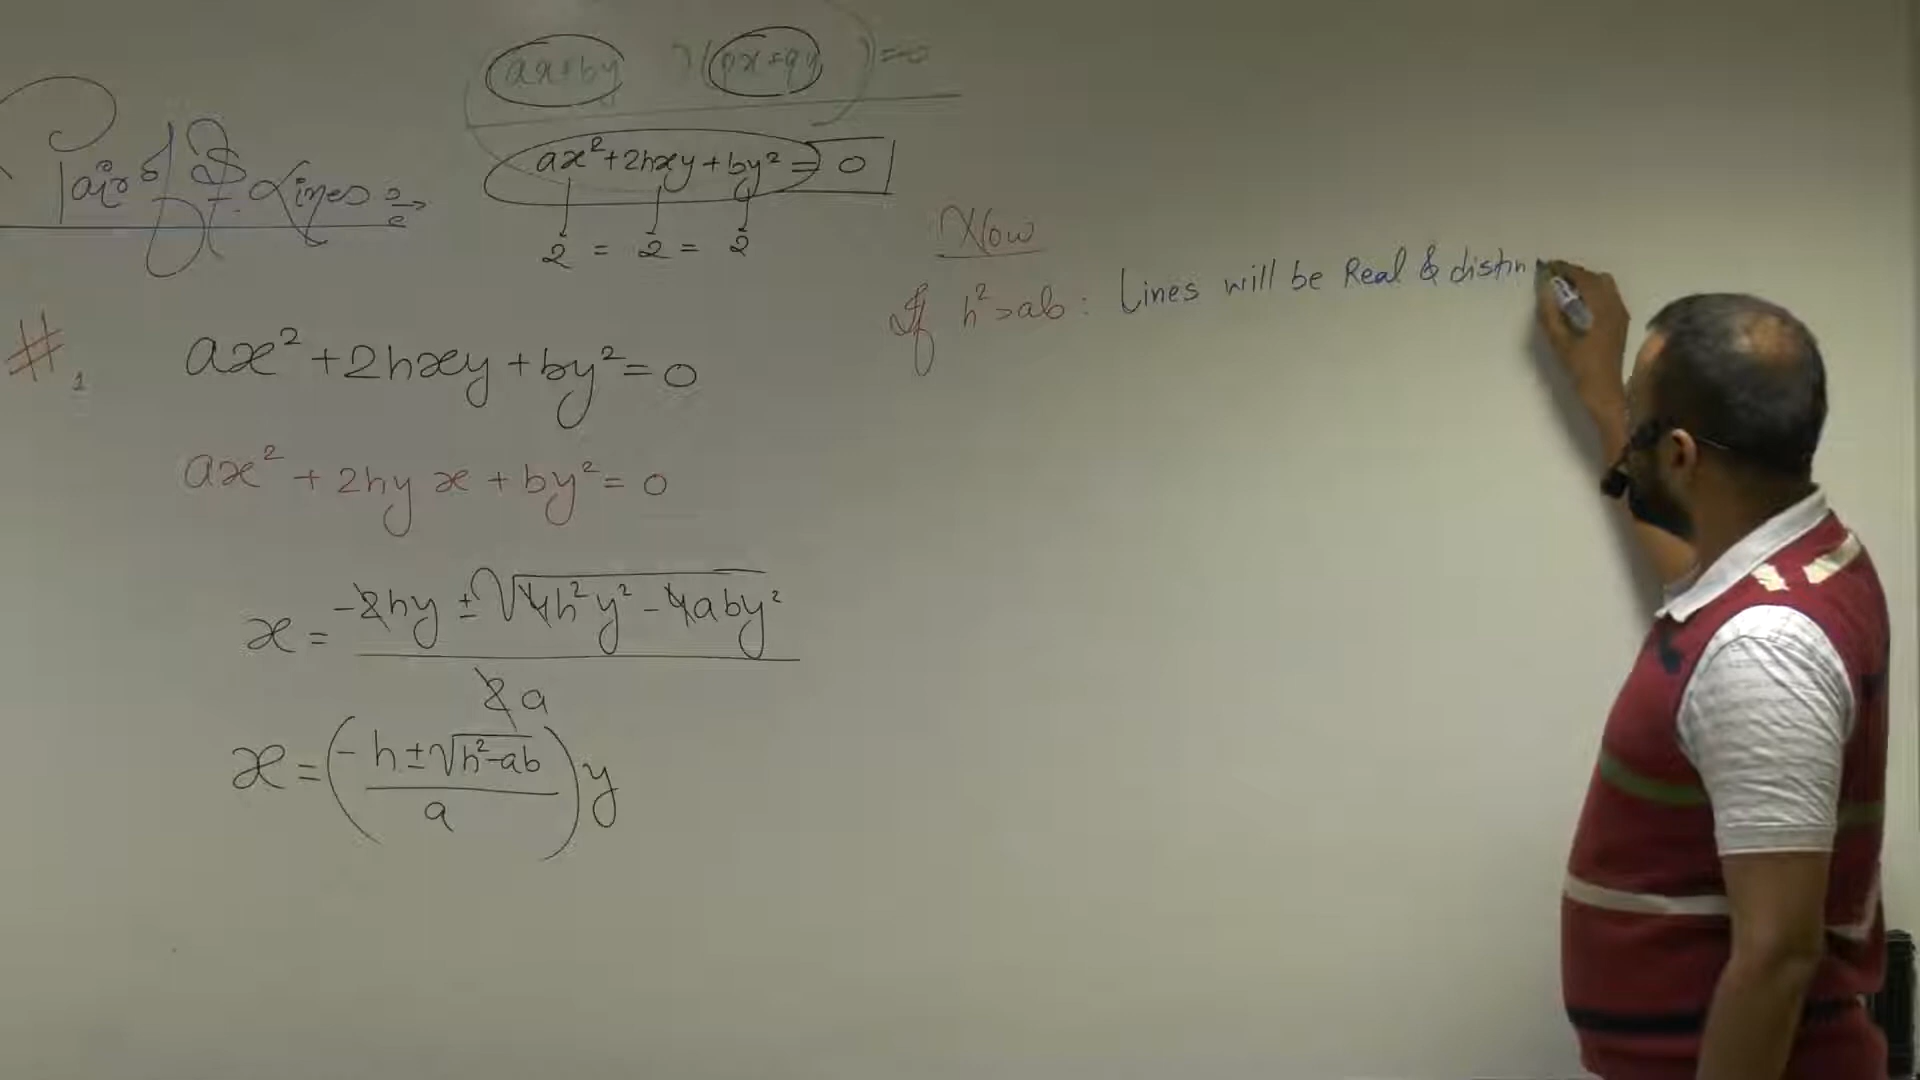 (ax+by )(px+qy )=0
Pair of S.t. Lines :→
ax²+2hxy+by²=0
2 = 2 = 2
#1
ax²+2hxy+by²=0
ax²+2hy x+by²=0
x = -2hy ± √4h²y²-4aby² / 2a
x = (-h±√h²-ab / a) y
Now
If h²>ab : Lines will be Real & distin